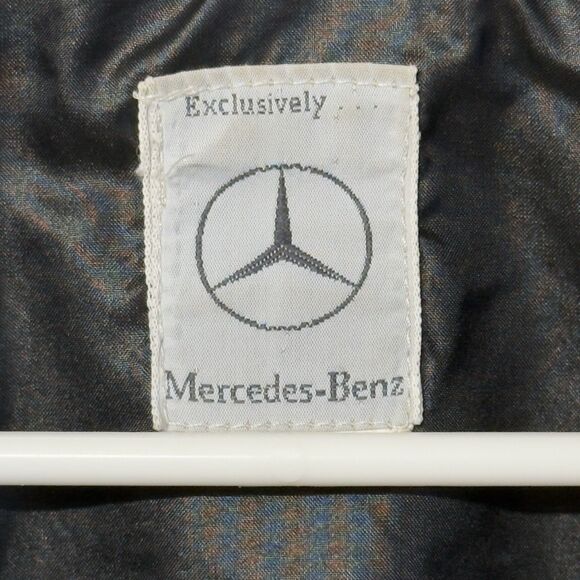 Exclusively . . .
Mercedes-Benz